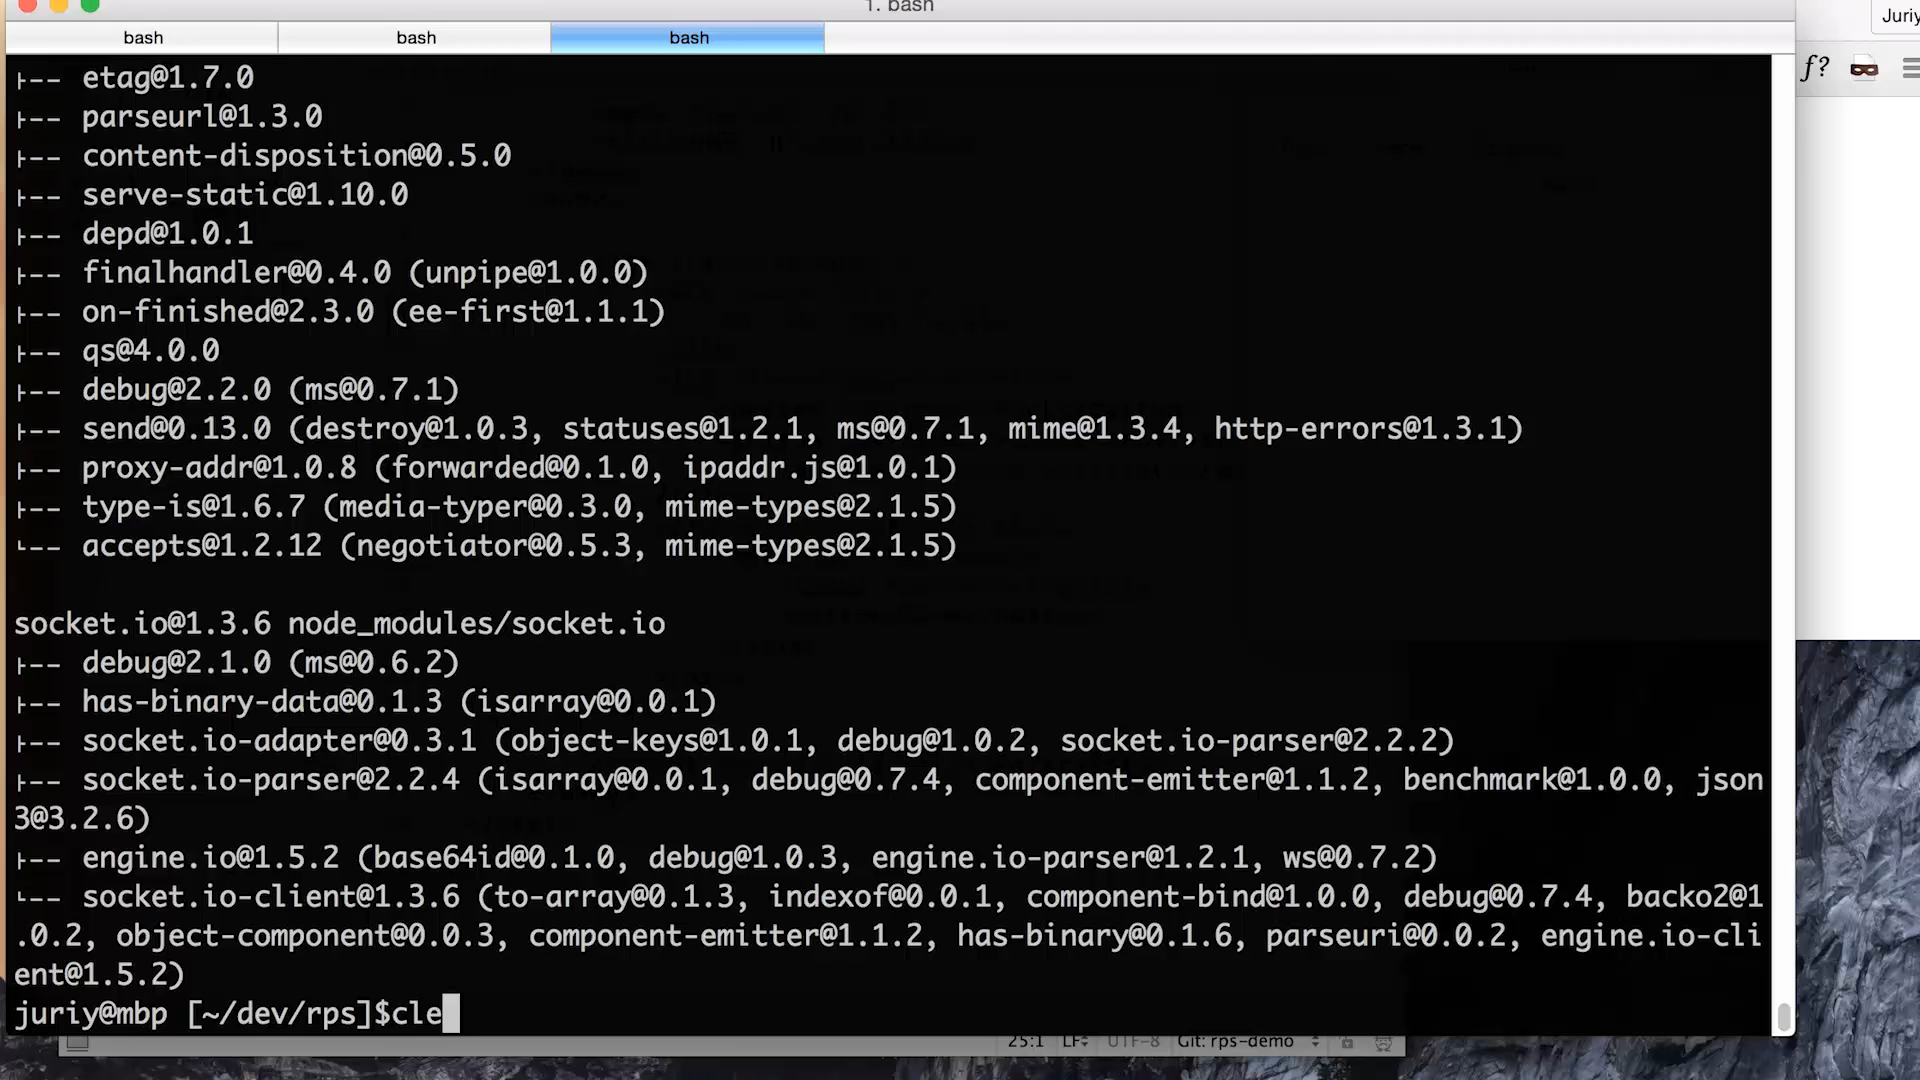 1. bash
Juriy
bash bash bash
ƒ?
├── etag@1.7.0
├── parseurl@1.3.0
├── content-disposition@0.5.0
├── serve-static@1.10.0
├── depd@1.0.1
├── finalhandler@0.4.0 (unpipe@1.0.0)
├── on-finished@2.3.0 (ee-first@1.1.1)
├── qs@4.0.0
├── debug@2.2.0 (ms@0.7.1)
├── send@0.13.0 (destroy@1.0.3, statuses@1.2.1, ms@0.7.1, mime@1.3.4, http-errors@1.3.1)
├── proxy-addr@1.0.8 (forwarded@0.1.0, ipaddr.js@1.0.1)
├── type-is@1.6.7 (media-typer@0.3.0, mime-types@2.1.5)
└── accepts@1.2.12 (negotiator@0.5.3, mime-types@2.1.5)
socket.io@1.3.6 node_modules/socket.io
├── debug@2.1.0 (ms@0.6.2)
├── has-binary-data@0.1.3 (isarray@0.0.1)
├── socket.io-adapter@0.3.1 (object-keys@1.0.1, debug@1.0.2, socket.io-parser@2.2.2)
├── socket.io-parser@2.2.4 (isarray@0.0.1, debug@0.7.4, component-emitter@1.1.2, benchmark@1.0.0, json
3@3.2.6)
├── engine.io@1.5.2 (base64id@0.1.0, debug@1.0.3, engine.io-parser@1.2.1, ws@0.7.2)
└── socket.io-client@1.3.6 (to-array@0.1.3, indexof@0.0.1, component-bind@1.0.0, debug@0.7.4, backo2@1
.0.2, object-component@0.0.3, component-emitter@1.1.2, has-binary@0.1.6, parseuri@0.0.2, engine.io-cli
ent@1.5.2)
juriy@mbp [~/dev/rps]$cle
25:1 LF UTF-8 Git: rps-demo